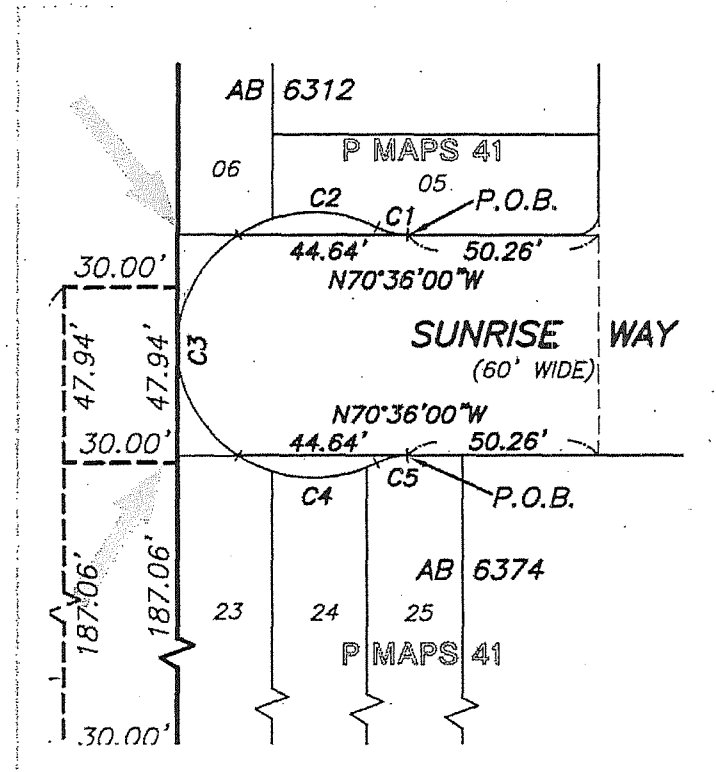 AB 6312
P MAPS 41
06
05
C2
C1
P.O.B.
44.64'
50.26'
30.00'
N70°36'00"W
47.94'
47.94'
C3
SUNRISE WAY
(60' WIDE)
N70°36'00"W
30.00'
44.64'
50.26'
C4
C5
P.O.B.
187.06'
187.06'
AB 6374
23
24
25
P MAPS 41
30.00'